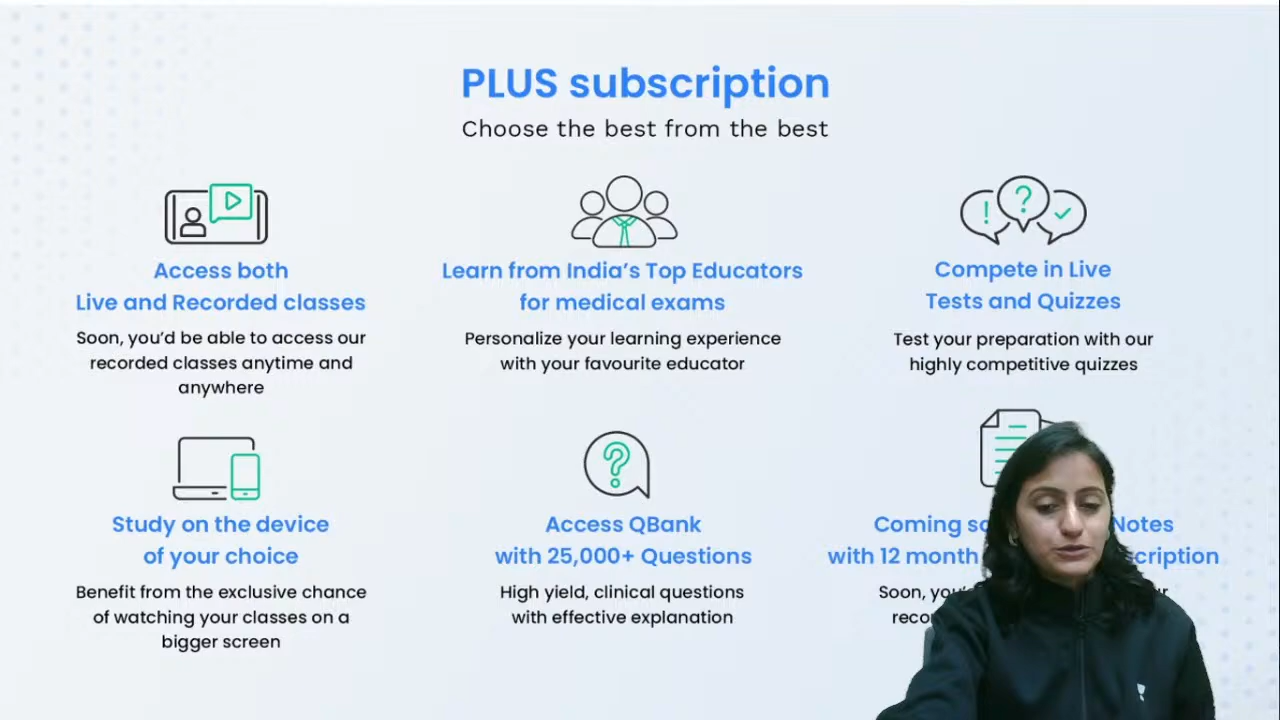 PLUS subscription
Choose the best from the best
Access both
Live and Recorded classes
Soon, you'd be able to access our
recorded classes anytime and
anywhere
Learn from India's Top Educators
for medical exams
Personalize your learning experience
with your favourite educator
Compete in Live
Tests and Quizzes
Test your preparation with our
highly competitive quizzes
Study on the device
of your choice
Benefit from the exclusive chance
of watching your classes on a
bigger screen
Access QBank
with 25,000+ Questions
High yield, clinical questions
with effective explanation
Coming Notes
with 12 month
Soon,